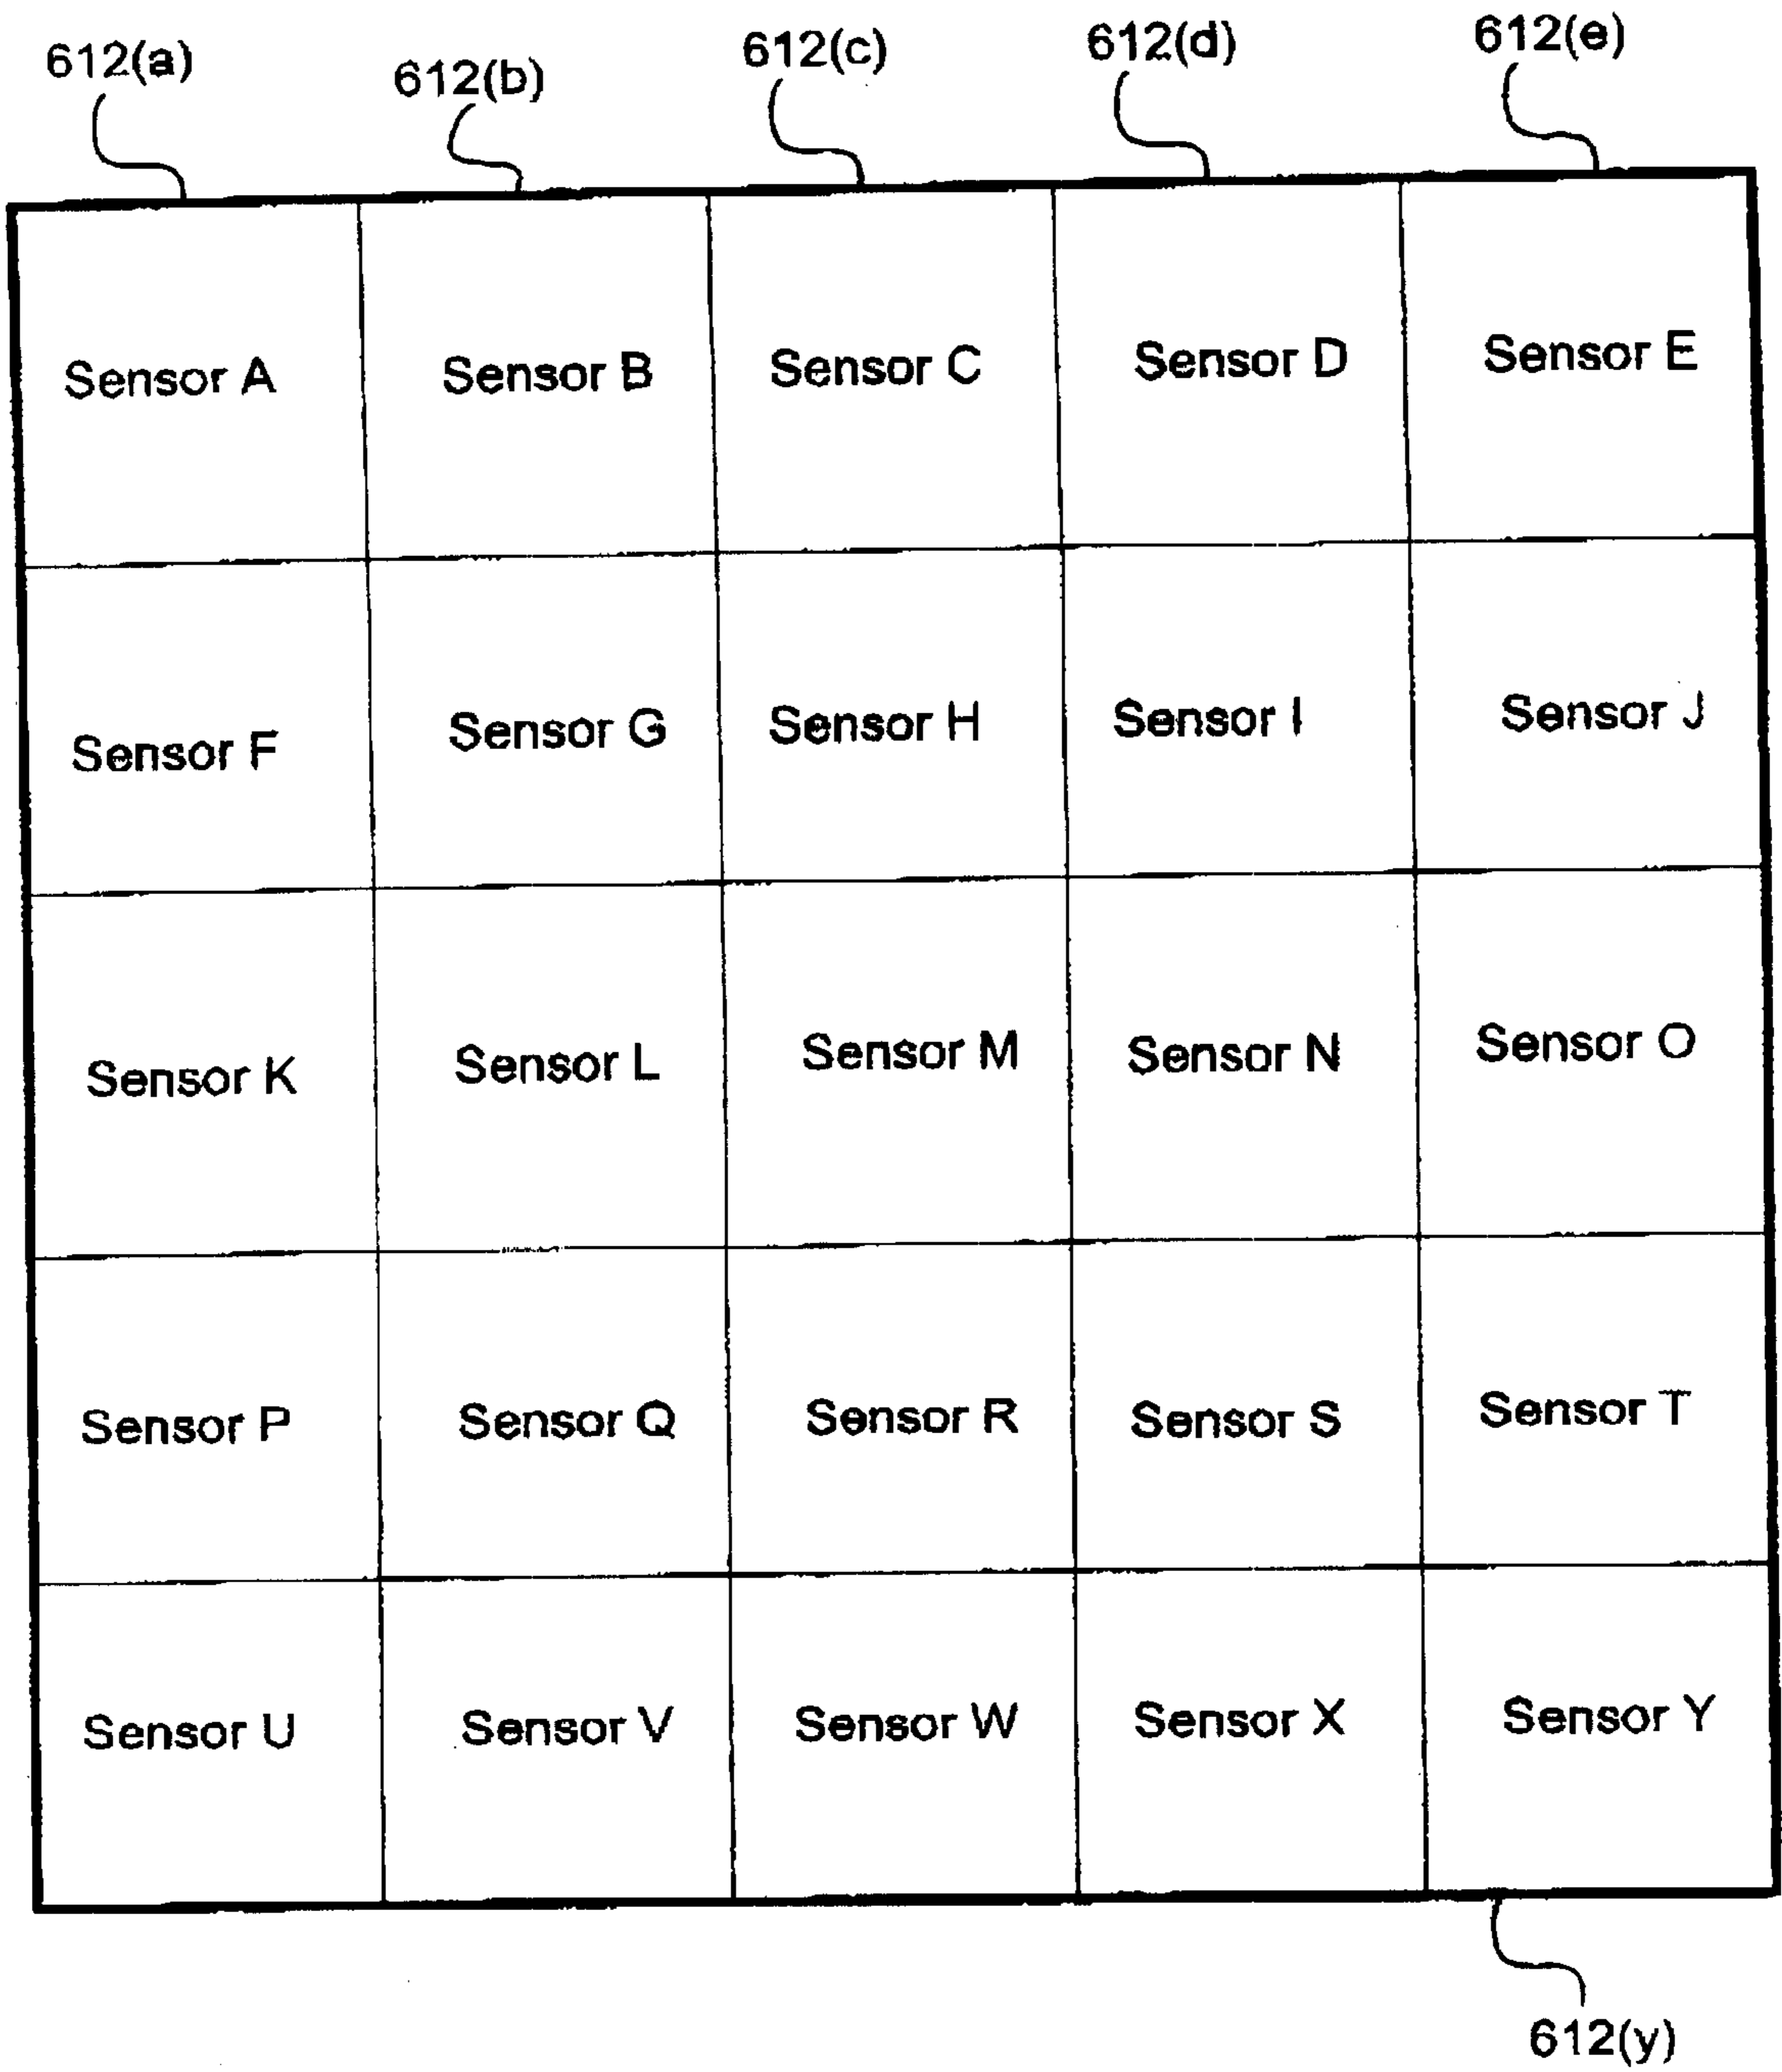 612(a) 612(b) 612(c) 612(d) 612(e)
Sensor A Sensor B Sensor C Sensor D Sensor E
Sensor F Sensor G Sensor H Sensor I Sensor J
Sensor K Sensor L Sensor M Sensor N Sensor O
Sensor P Sensor Q Sensor R Sensor S Sensor T
Sensor U Sensor V Sensor W Sensor X Sensor Y
612(y)